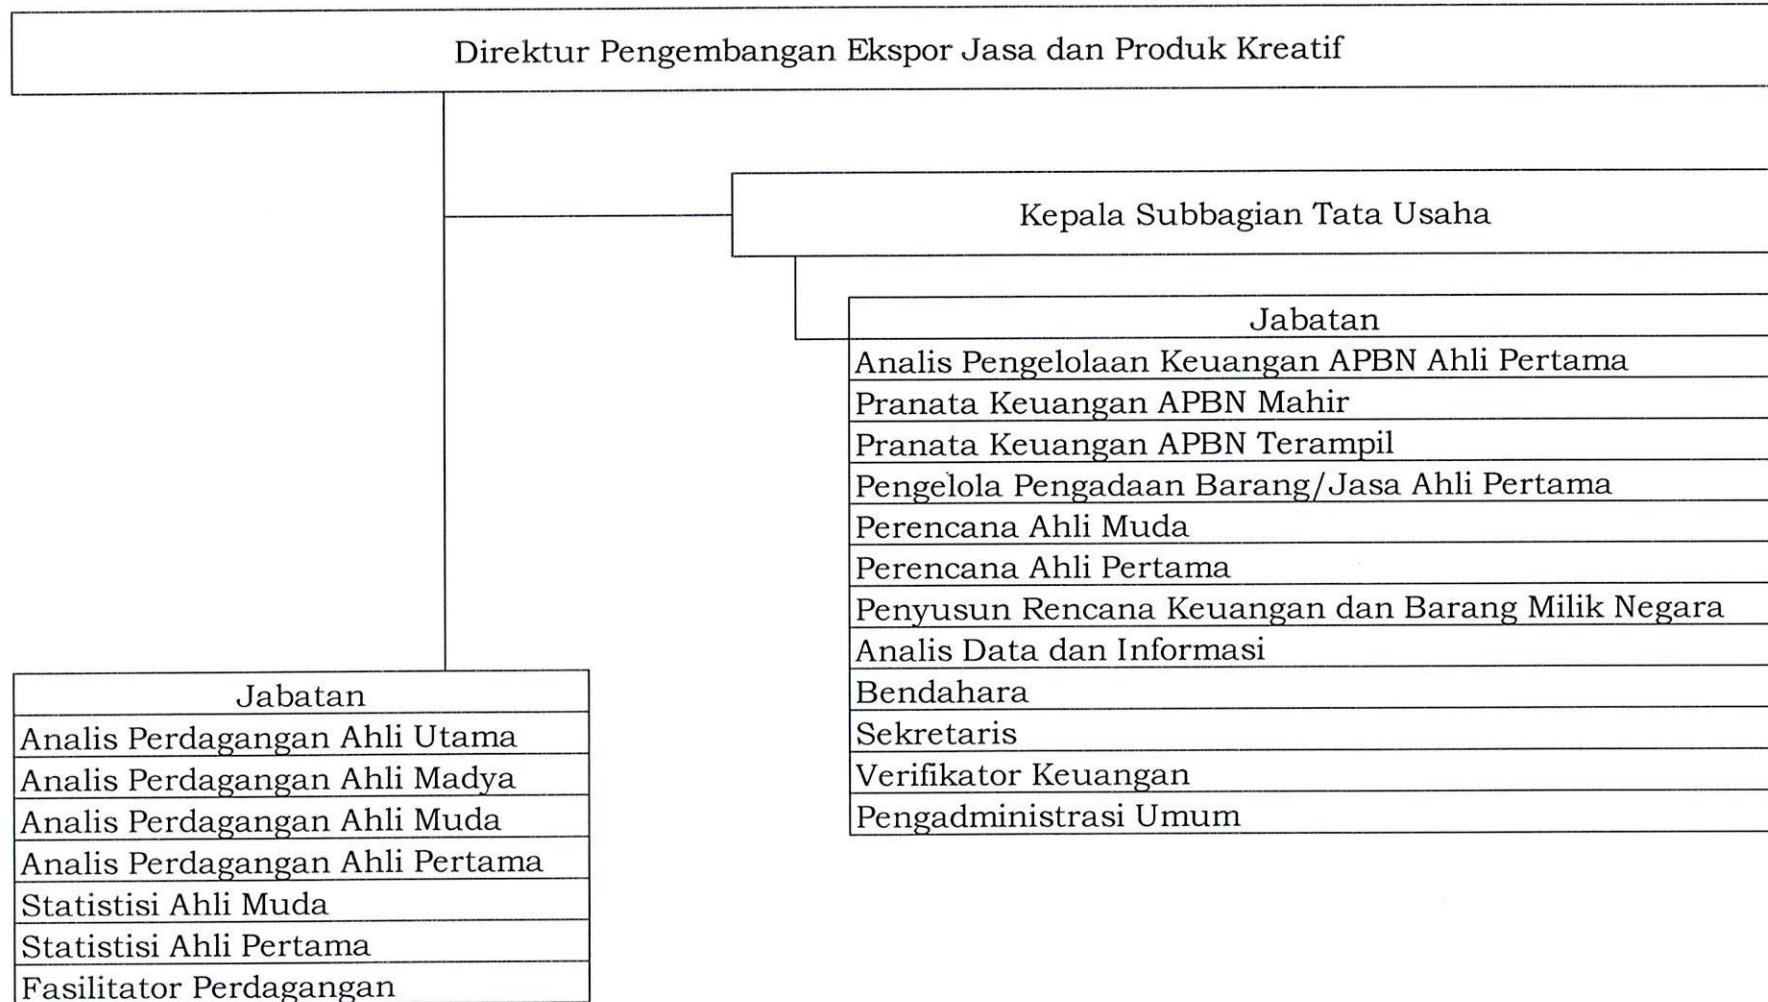 Direktur Pengembangan Ekspor Jasa dan Produk Kreatif
Kepala Subbagian Tata Usaha
Jabatan
Analis Pengelolaan Keuangan APBN Ahli Pertama
Pranata Keuangan APBN Mahir
Pranata Keuangan APBN Terampil
Pengelola Pengadaan Barang/Jasa Ahli Pertama
Perencana Ahli Muda
Perencana Ahli Pertama
Penyusun Rencana Keuangan dan Barang Milik Negara
Analis Data dan Informasi
Bendahara
Sekretaris
Verifikator Keuangan
Pengadministrasi Umum
Jabatan
Analis Perdagangan Ahli Utama
Analis Perdagangan Ahli Madya
Analis Perdagangan Ahli Muda
Analis Perdagangan Ahli Pertama
Statistisi Ahli Muda
Statistisi Ahli Pertama
Fasilitator Perdagangan